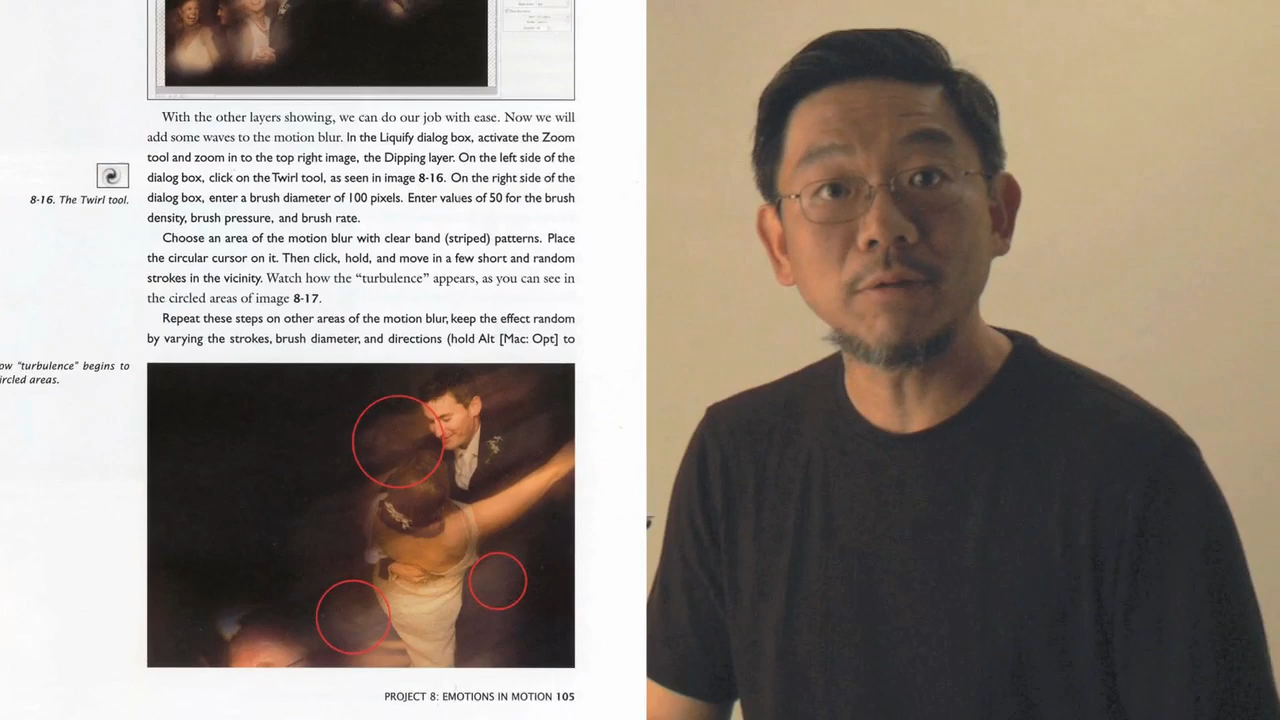 With the other layers showing, we can do our job with ease. Now we will
add some waves to the motion blur. In the Liquify dialog box, activate the Zoom
tool and zoom in to the top right image, the Dipping layer. On the left side of the
dialog box, click on the Twirl tool, as seen in image 8-16. On the right side of the
dialog box, enter a brush diameter of 100 pixels. Enter values of 50 for the brush
density, brush pressure, and brush rate.
8-16. The Twirl tool.
Choose an area of the motion blur with clear band (striped) patterns. Place
the circular cursor on it. Then click, hold, and move in a few short and random
strokes in the vicinity. Watch how the “turbulence” appears, as you can see in
the circled areas of image 8-17.
Repeat these steps on other areas of the motion blur, keep the effect random
by varying the strokes, brush diameter, and directions (hold Alt [Mac: Opt] to
“turbulence” begins to
areas.
PROJECT 8: EMOTIONS IN MOTION 105